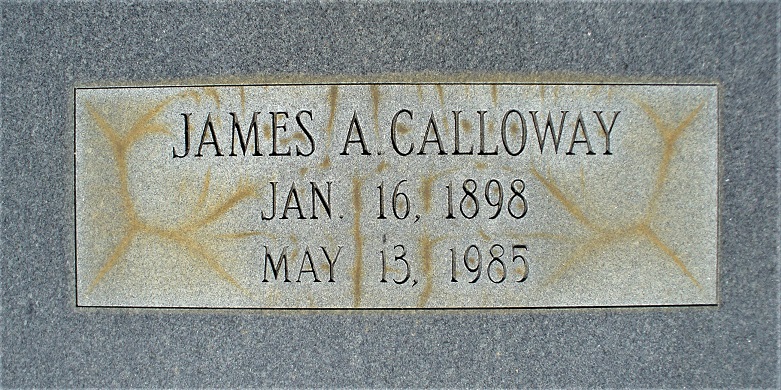 JAMES A. CALLOWAY
JAN. 16, 1898
MAY 13, 1985